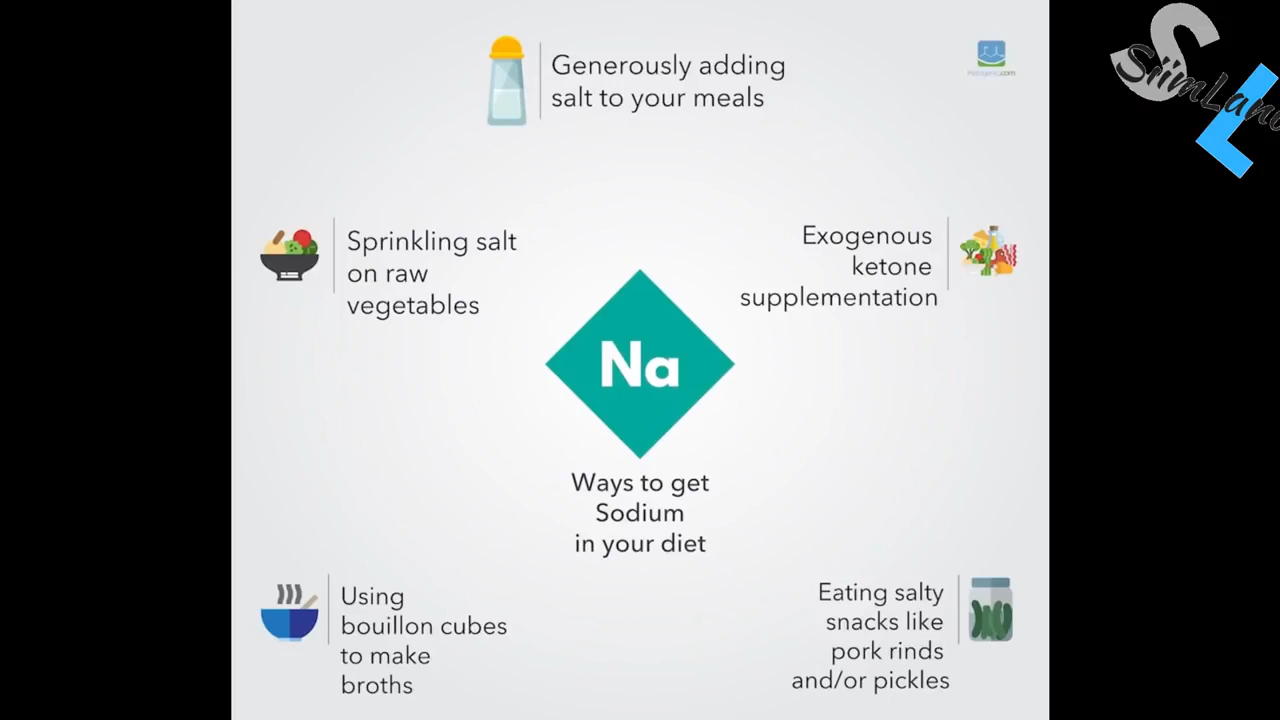 Generously adding
salt to your meals
SiimLand
Sprinkling salt
on raw
vegetables
Exogenous
ketone
supplementation
Na
Ways to get
Sodium
in your diet
Using
bouillon cubes
to make
broths
Eating salty
snacks like
pork rinds
and/or pickles